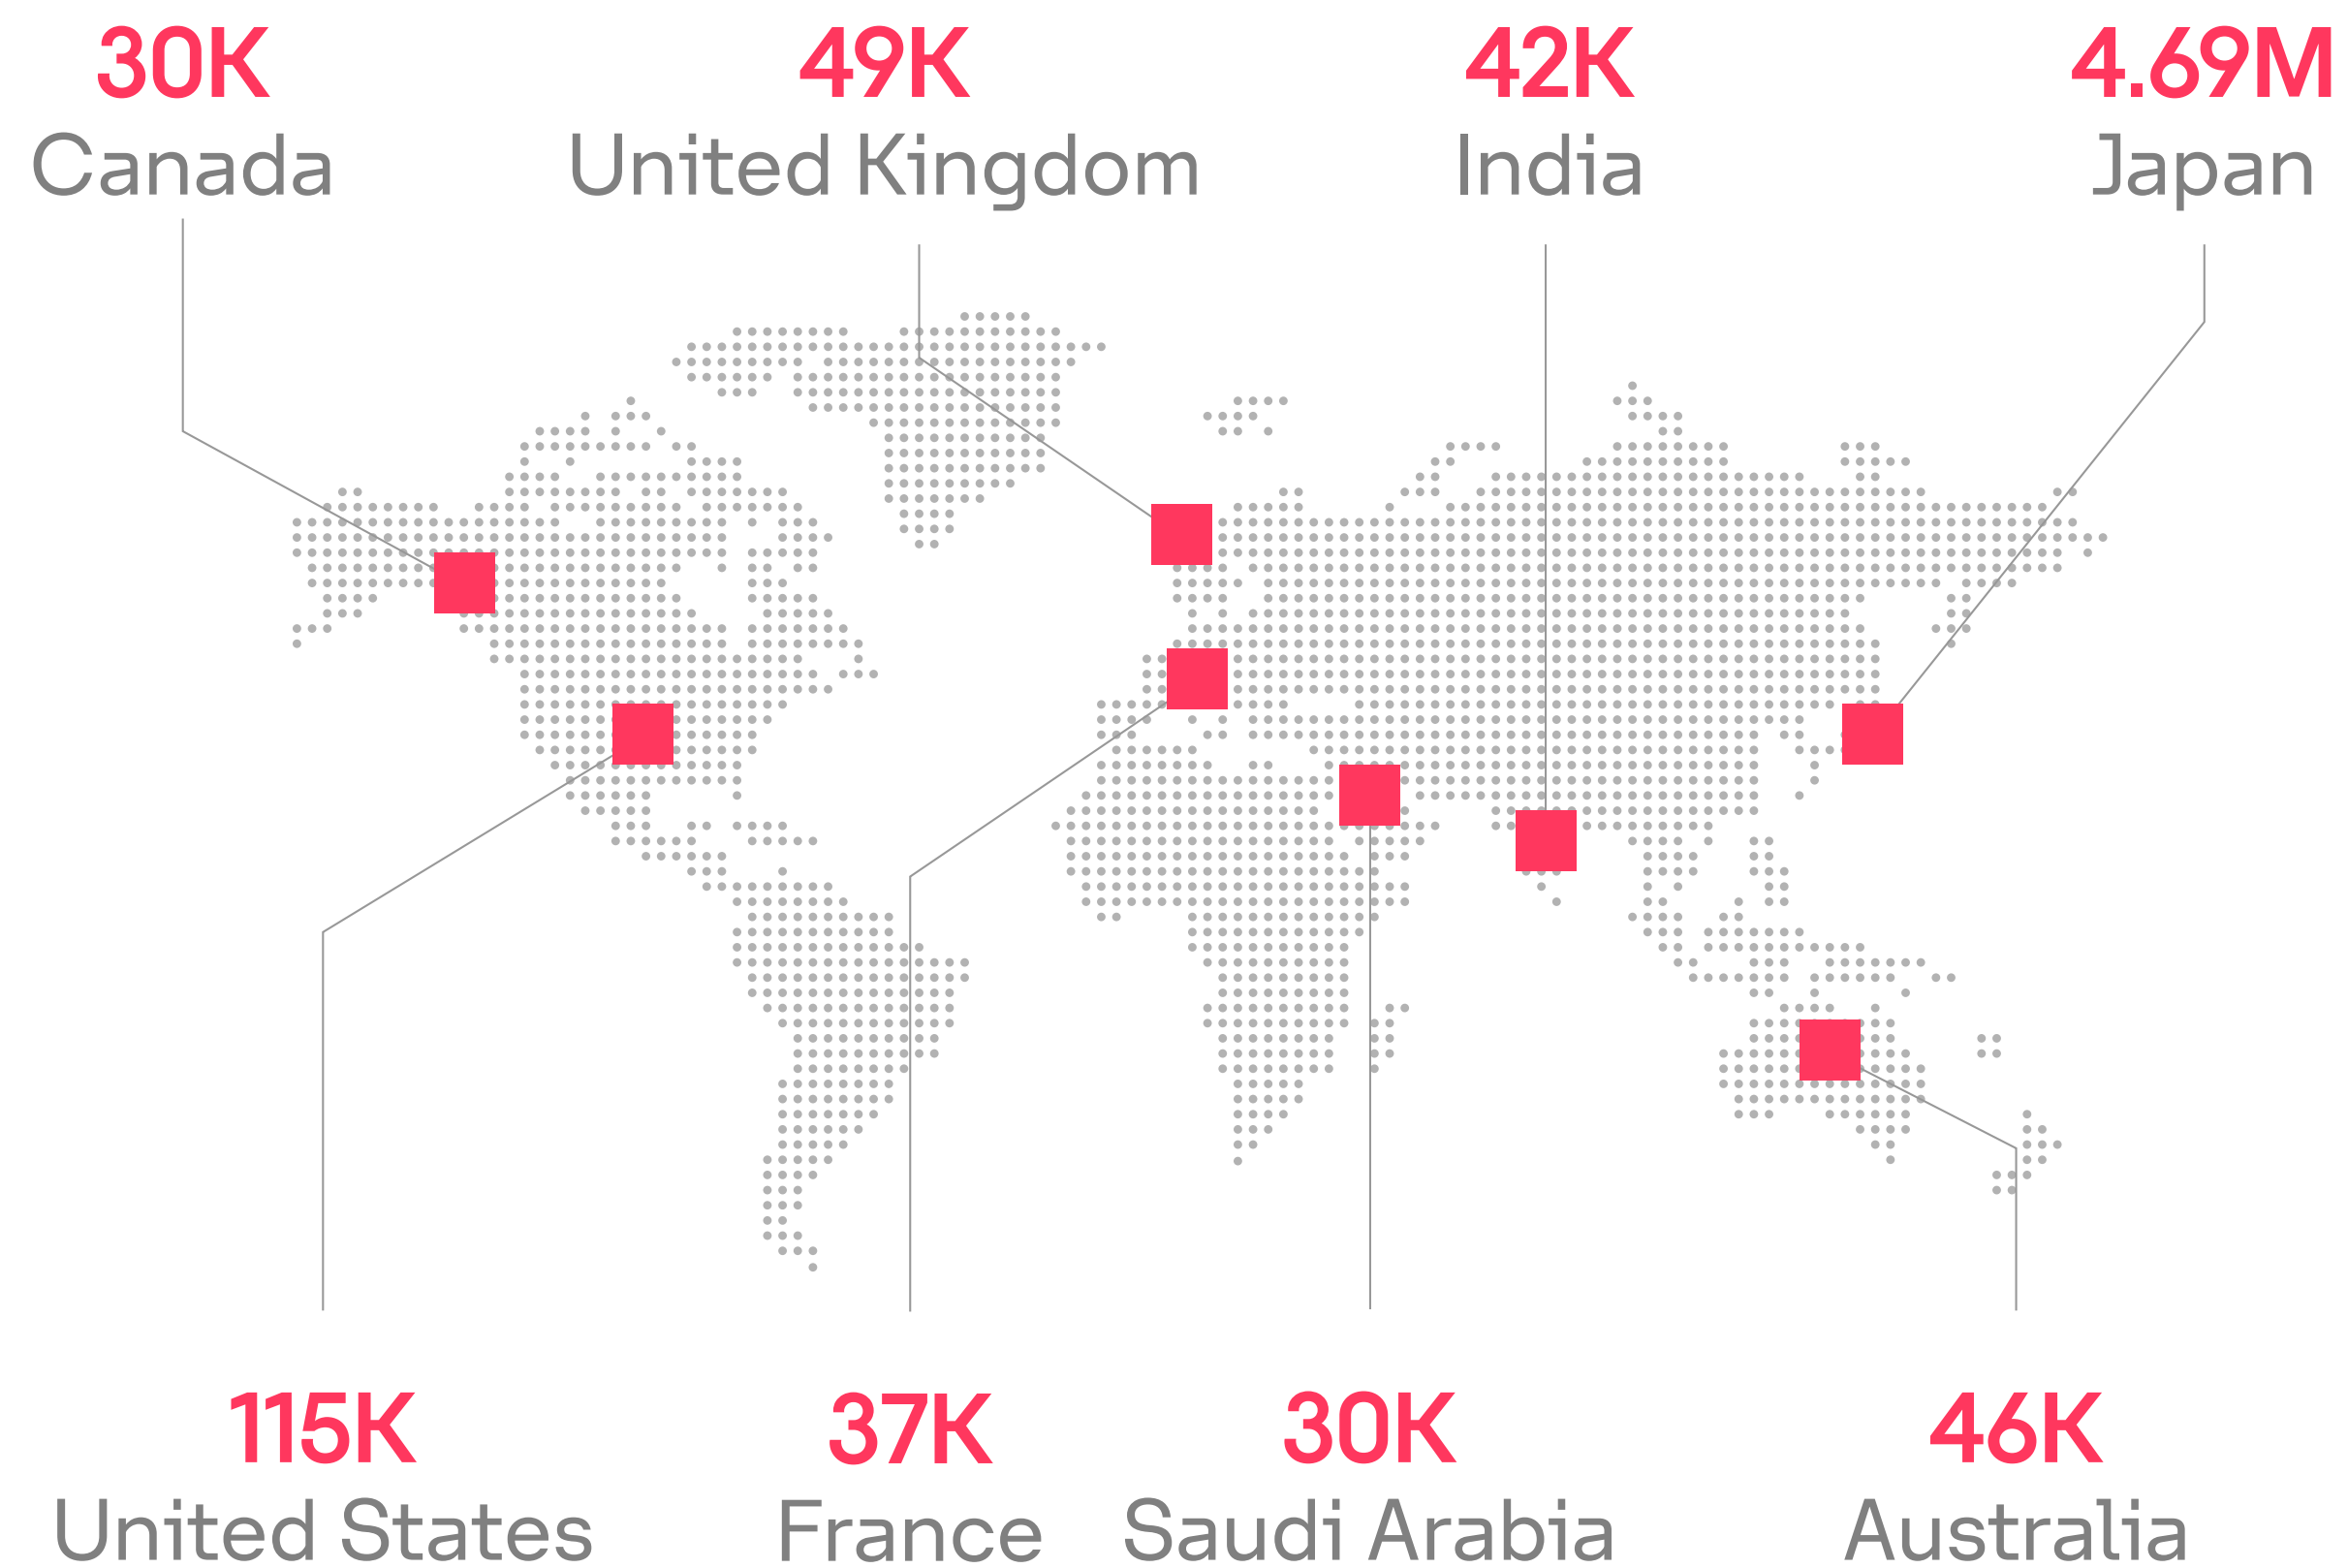 30K
Canada
49K
United Kingdom
42K
India
4.69M
Japan
115K
United States
37K
France
30K
Saudi Arabia
46K
Australia